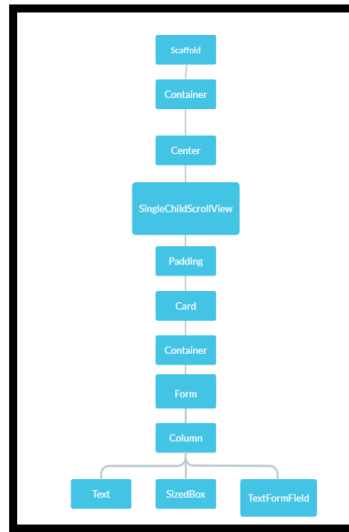 Scaffold
Container
Center
SingleChildScrollView
Padding
Card
Container
Form
Column
Text
SizedBox
TextFormField